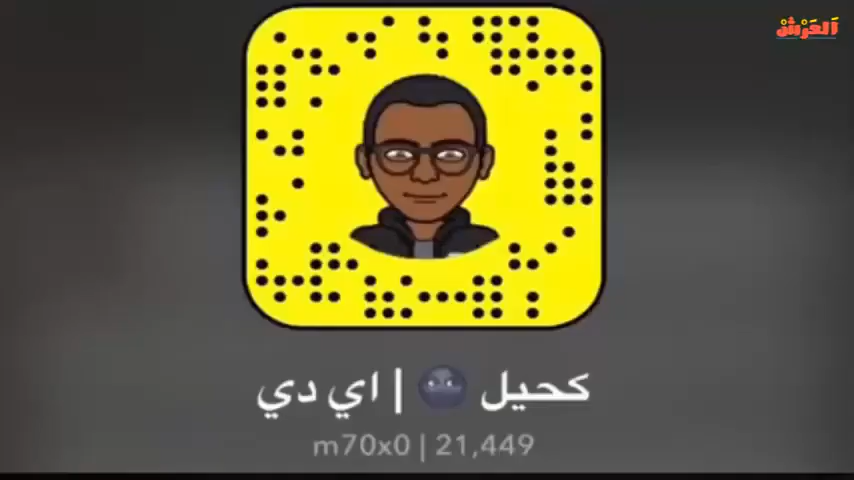 العرش
كحيل 🌚 | اي دي
m70x0 | 21,449